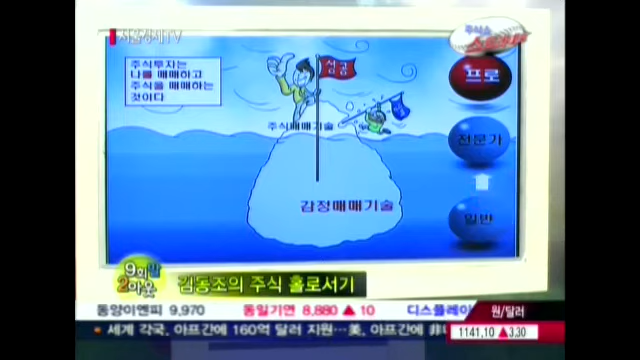 서울경제TV
주식쇼
주식투자는
나를 매매하고
주식을 매매하는
것이다
성공
프로
주식매매기술
전문가
감정매매기술
일반
9회말
2아웃
김동조의 주식 홀로서기
동양이엔피 9,970 동일기연 8,880 ▲ 10 디스플레이
원/달러
세계 각국, 아프간에 160억 달러 지원…美, 아프간에 非
1141.10 ▲3.30